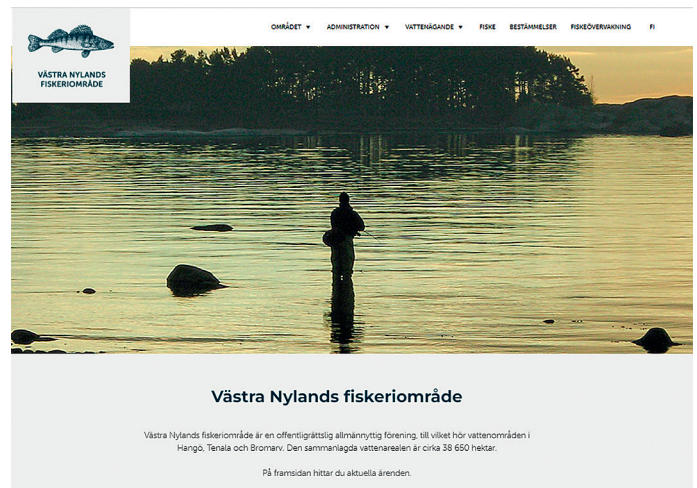 OMRÅDET ▼ ADMINISTRATION ▼ VATTENÄGANDE ▼ FISKE BESTÄMMELSER FISKEÖVERVAKNING FI
VÄSTRA NYLANDS
FISKERIOMRÅDE
Västra Nylands fiskeriområde
Västra Nylands fiskeriområde är en offentligrättslig allmännyttig förening, till vilket hör vattenområden i
Hangö, Tenala och Bromarv. Den sammanlagda vattenarealen är cirka 38 650 hektar.
På framsidan hittar du aktuella ärenden.